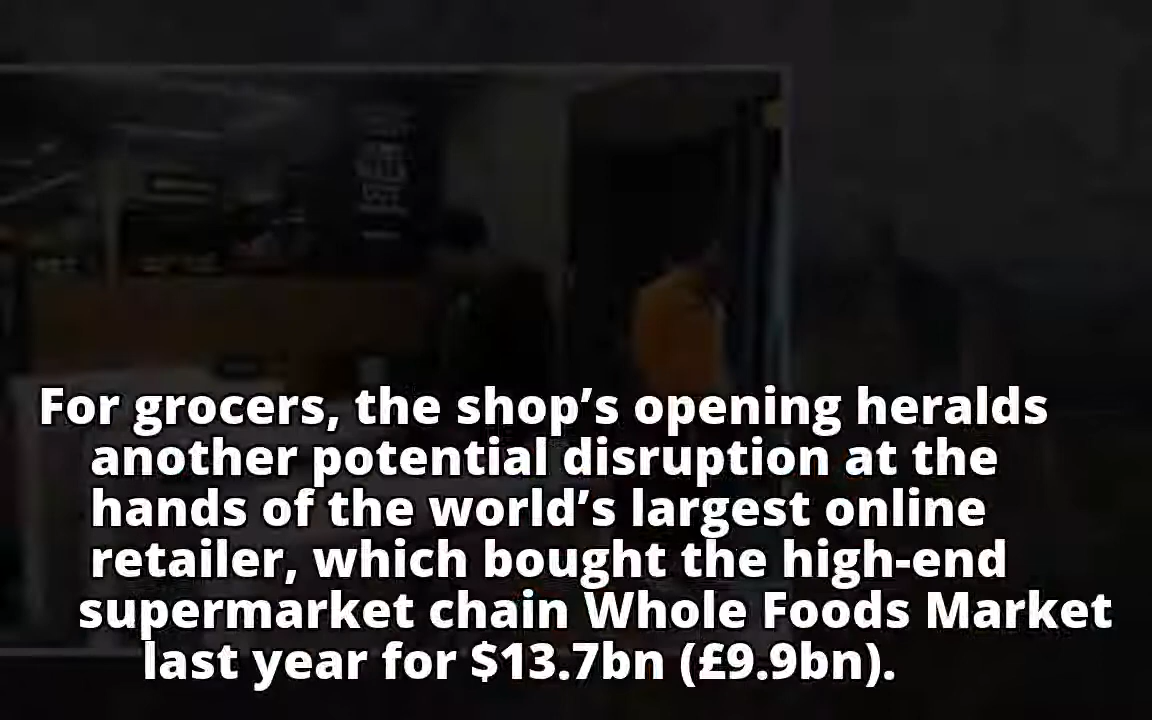 For grocers, the shop’s opening heralds
another potential disruption at the
hands of the world’s largest online
retailer, which bought the high-end
supermarket chain Whole Foods Market
last year for $13.7bn (£9.9bn).